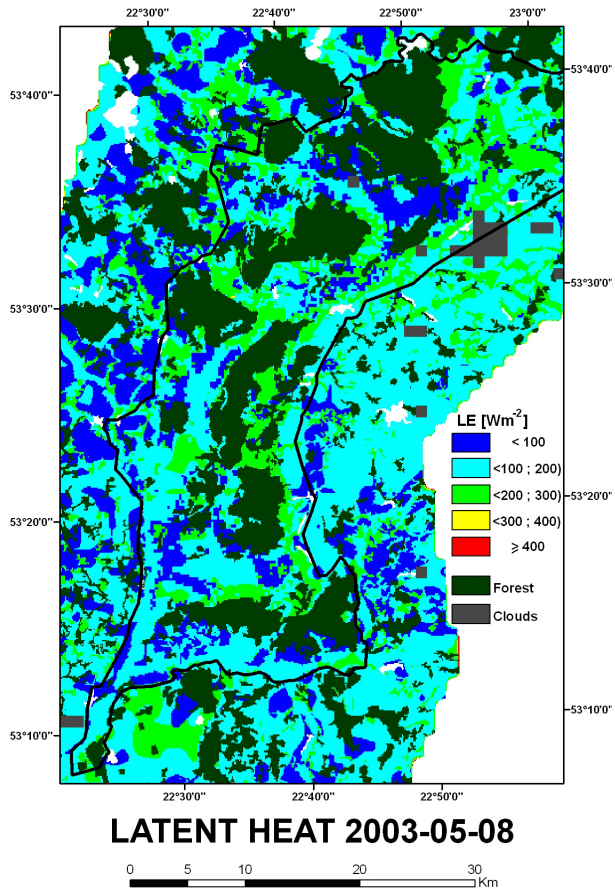 22°30'0" 22°40'0" 22°50'0" 23°0'0"
53°40'0" 53°40'0"
53°30'0" 53°30'0"
LE [Wm-2]
< 100
<100 ; 200)
<200 ; 300)
<300 ; 400)
⩾ 400
Forest
Clouds
53°20'0" 53°20'0"
53°10'0" 53°10'0"
22°30'0" 22°40'0" 22°50'0"
LATENT HEAT 2003-05-08
0 5 10 20 30
Km